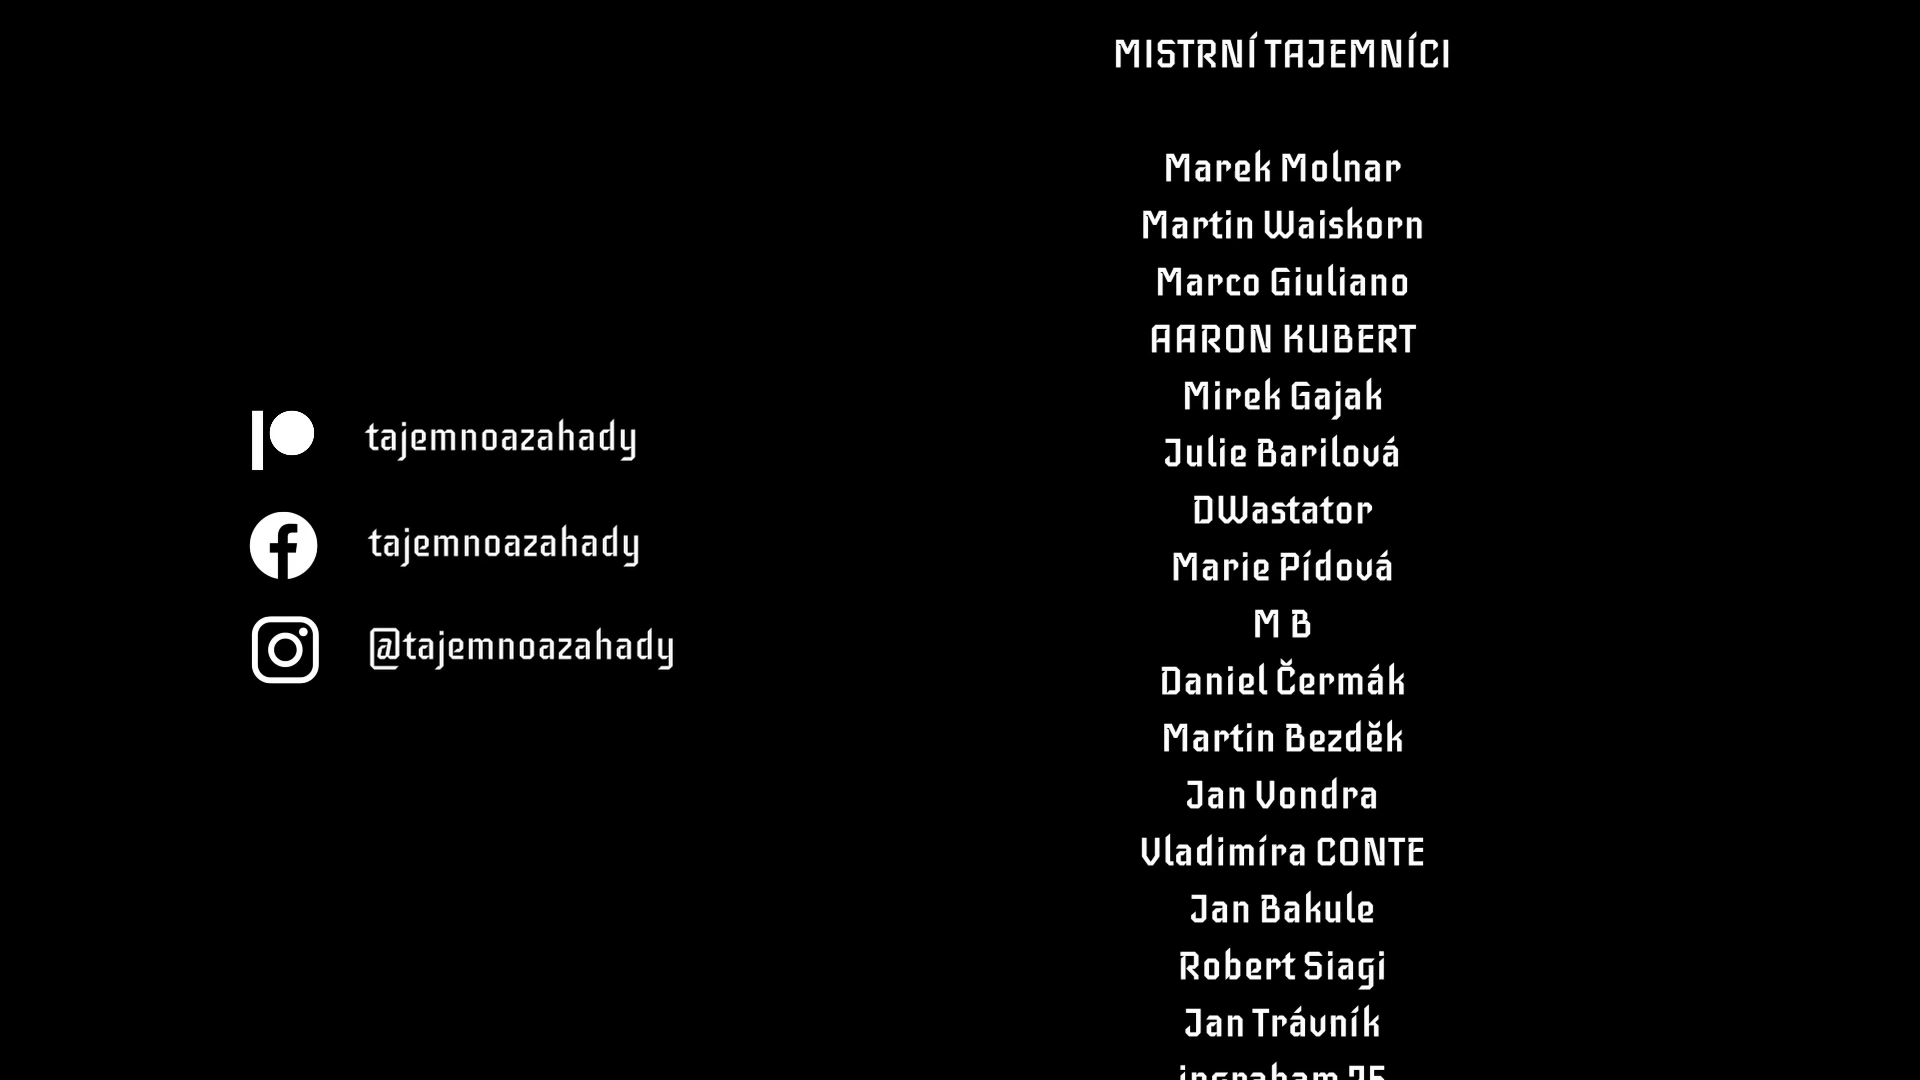 tajemnoazahady
tajemnoazahady
@tajemnoazahady
MISTRNÍ TAJEMNÍCI
Marek Molnar
Martin Waiskorn
Marco Giuliano
AARON KUBERT
Mirek Gajak
Julie Barilová
DWastator
Marie Pídová
M B
Daniel Čermák
Martin Bezděk
Jan Vondra
Vladimíra CONTE
Jan Bakule
Robert Siagi
Jan Trávník
ingraham